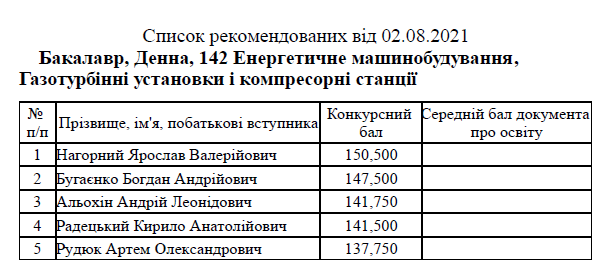 Список рекомендованих від 02.08.2021
Бакалавр, Денна, 142 Енергетичне машинобудування,
Газотурбінні установки і компресорні станції
№ п/п Прізвище, ім'я, побатькові вступника Конкурсний бал Середній бал документа про освіту
1 Нагорний Ярослав Валерійович 150,500
2 Бугаєнко Богдан Андрійович 147,500
3 Альохін Андрій Леонідович 141,750
4 Радецький Кирило Анатолійович 141,500
5 Рудюк Артем Олександрович 137,750